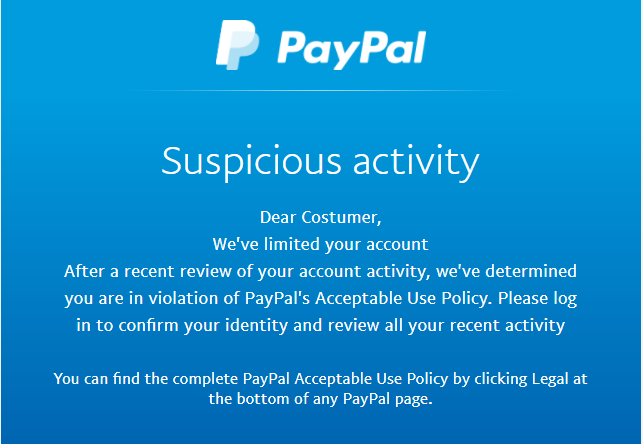 PayPal
Suspicious activity
Dear Costumer,
We've limited your account
After a recent review of your account activity, we've determined
you are in violation of PayPal's Acceptable Use Policy. Please log
in to confirm your identity and review all your recent activity
You can find the complete PayPal Acceptable Use Policy by clicking Legal at
the bottom of any PayPal page.